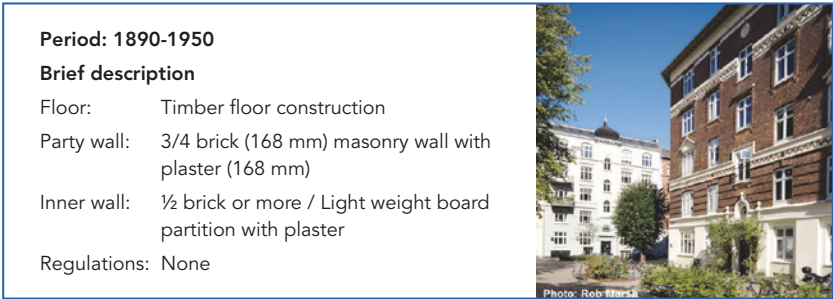 Period: 1890-1950
Brief description
Floor: Timber floor construction
Party wall: 3/4 brick (168 mm) masonry wall with
plaster (168 mm)
Inner wall: ½ brick or more / Light weight board
partition with plaster
Regulations: None
Photo: Rob Marsh